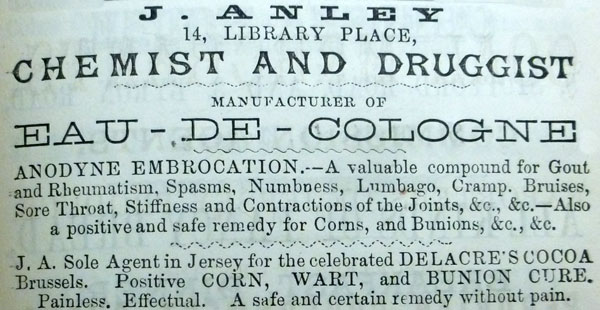 J. ANLEY
14, LIBRARY PLACE,
CHEMIST AND DRUGGIST
MANUFACTURER OF
EAU-DE-COLOGNE
ANODYNE EMBROCATION.—A valuable compound for Gout
and Rheumatism, Spasms, Numbness, Lumbago, Cramp. Bruises,
Sore Throat, Stiffness and Contractions of the Joints, &c., &c.—Also
a positive and safe remedy for Corns, and Bunions, &c., &c.
J. A. Sole Agent in Jersey for the celebrated DELACRE'S COCOA
Brussels. Positive CORN, WART, and BUNION CURE.
Painless. Effectual. A safe and certain remedy without pain.